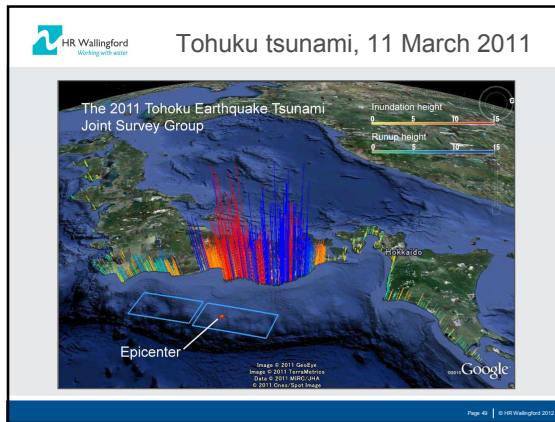 HR Wallingford
Working with water
Tohuku tsunami, 11 March 2011
The 2011 Tohoku Earthquake Tsunami
Joint Survey Group
Inundation height
0 5 10 15
Runup height
0 5 10 15
Hokkaido
Epicenter
Image © 2011 GeoEye
Image © 2011 TerraMetrics
Data © 2011 MIRC/JHA
© 2011 Cnes/Spot Image
©2010 Google
Page 49 | © HR Wallingford 2012